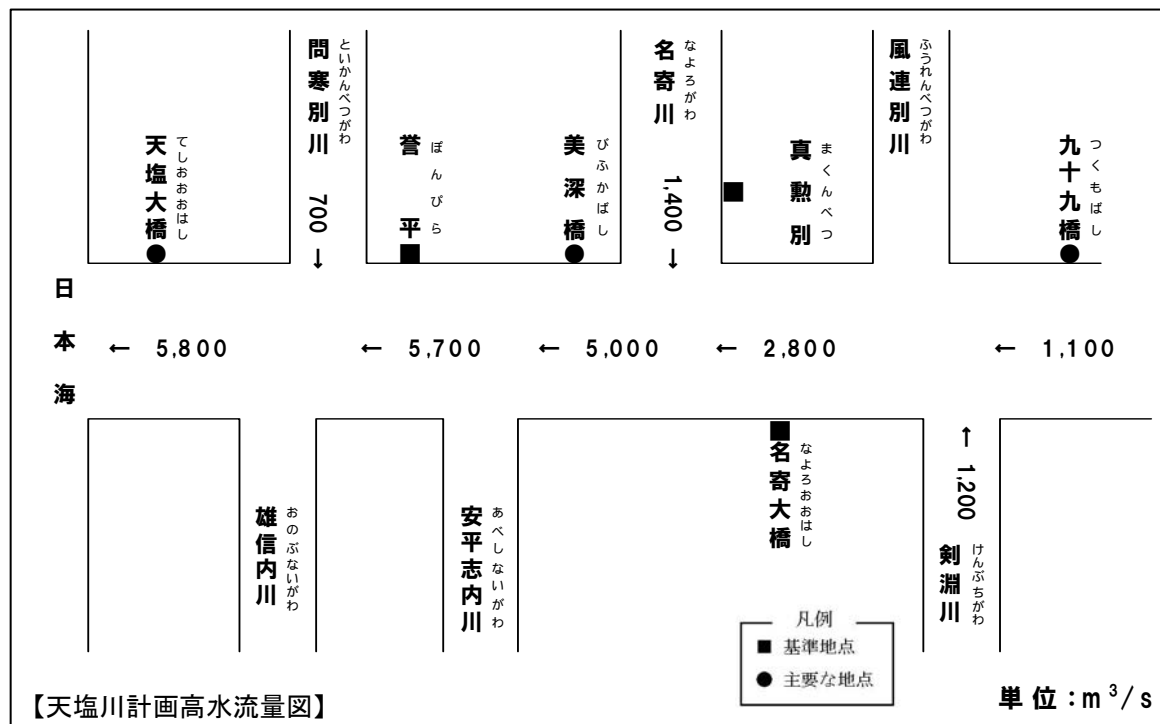 問寒別川
といかんべつがわ
700
→
名寄川
なよろがわ
1,400
→
風連別川
ふうれんべつがわ
天塩大橋
てしおおおはし
誉平
ぽんぴら
美深橋
びふかばし
真勲別
まくんべつ
九十九橋
つくもばし
日本海
← 5,800
← 5,700
← 5,000
← 2,800
← 1,100
雄信内川
おのぶないがわ
安平志内川
あべしないがわ
名寄大橋
なよろおおはし
← 1,200
剣淵川
けんぶちがわ
凡例
■ 基準地点
● 主要な地点
【天塩川計画高水流量図】
単位：m³/s